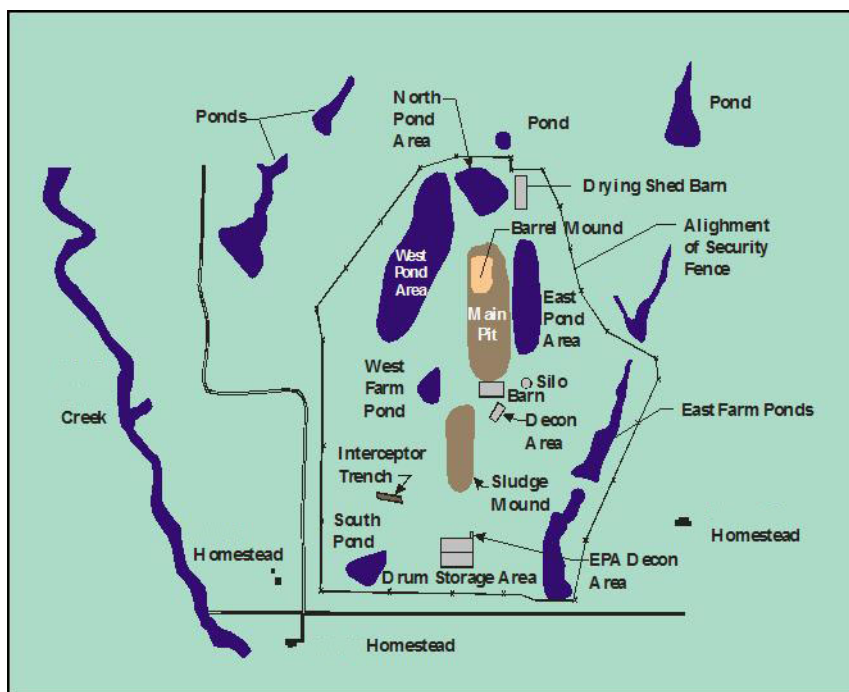 North
Pond
Area
Ponds
Pond
Pond
Drying Shed Barn
Barrel Mound
Alighment
of Security
Fence
West
Pond
Area
Main
Pit
East
Pond
Area
West
Farm
Pond
Silo
Barn
Decon
Area
Creek
East Farm Ponds
Interceptor
Trench
Sludge
Mound
South
Pond
Homestead
Homestead
EPA Decon
Area
Drum Storage Area
Homestead